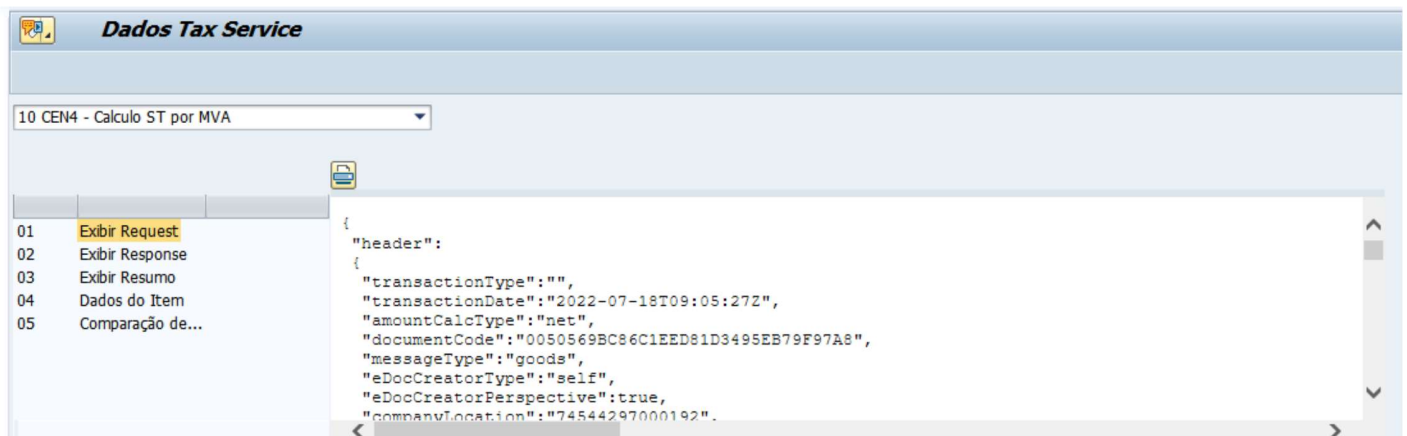 Dados Tax Service
10 CEN4 - Calculo ST por MVA
01 Exibir Request
02 Exibir Response
03 Exibir Resumo
04 Dados do Item
05 Comparação de...
{
"header":
{
"transactionType":"",
"transactionDate":"2022-07-18T09:05:27Z",
"amountCalcType":"net",
"documentCode":"0050569BC86C1EED81D3495EB79F97A8",
"messageType":"goods",
"eDocCreatorType":"self",
"eDocCreatorPerspective":true,
"companyLocation":"74544297000192",